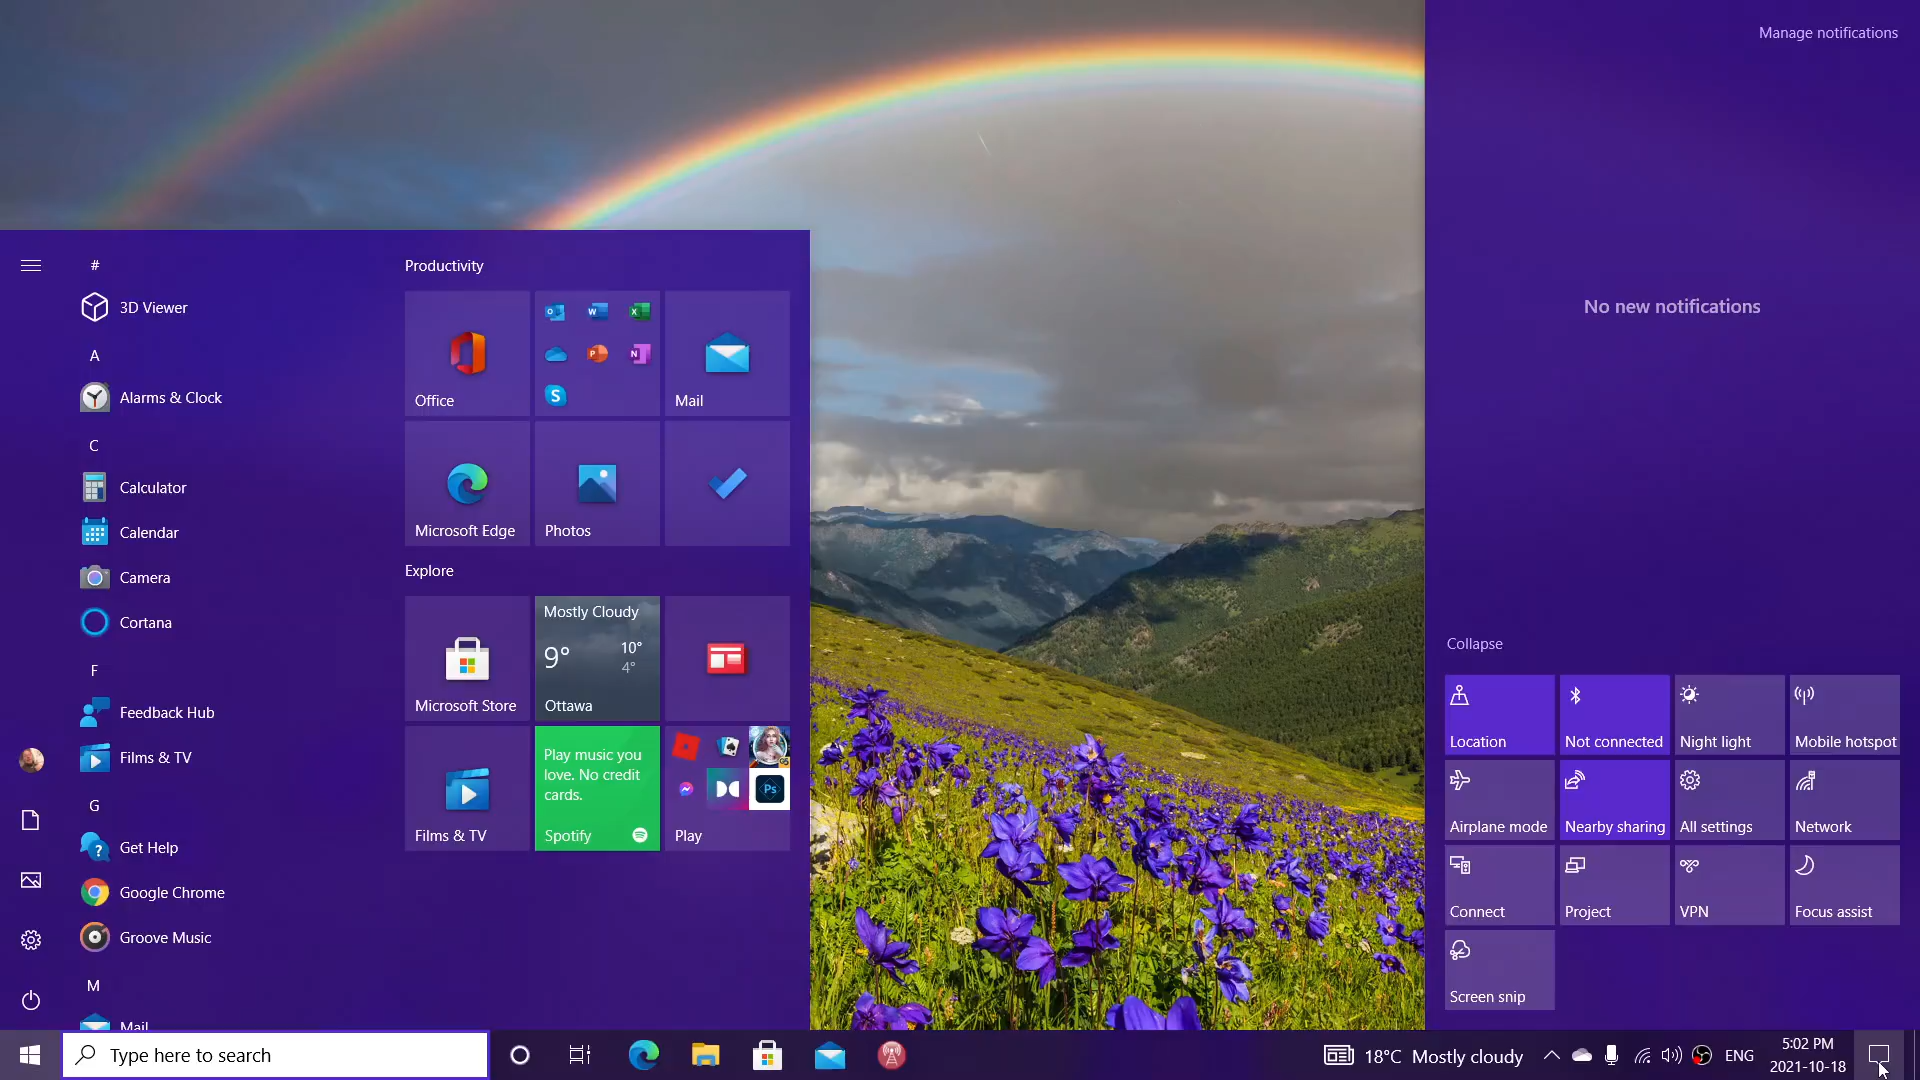 Manage notifications
No new notifications
#
3D Viewer
A
Alarms & Clock
C
Calculator
Calendar
Camera
Cortana
F
Feedback Hub
Films & TV
G
Get Help
Google Chrome
Groove Music
M
Mail
Productivity
Office
Mail
Microsoft Edge
Photos
Explore
Microsoft Store
Mostly Cloudy
9°
10°
4°
Ottawa
Films & TV
Play music you
love. No credit
cards.
Spotify
Ps
Play
Collapse
Location
Not connected
Night light
Mobile hotspot
Airplane mode
Nearby sharing
All settings
Network
Connect
Project
VPN
Focus assist
Screen snip
Type here to search
18°C Mostly cloudy
ENG
5:02 PM
2021-10-18